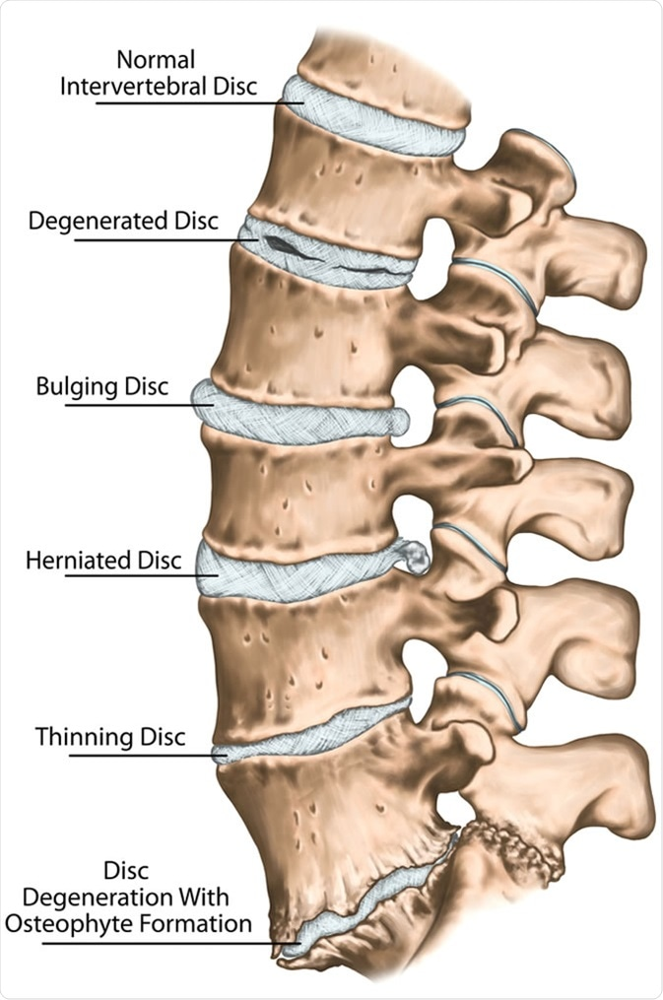 Normal
Intervertebral Disc
Degenerated Disc
Bulging Disc
Herniated Disc
Thinning Disc
Disc
Degeneration With
Osteophyte Formation